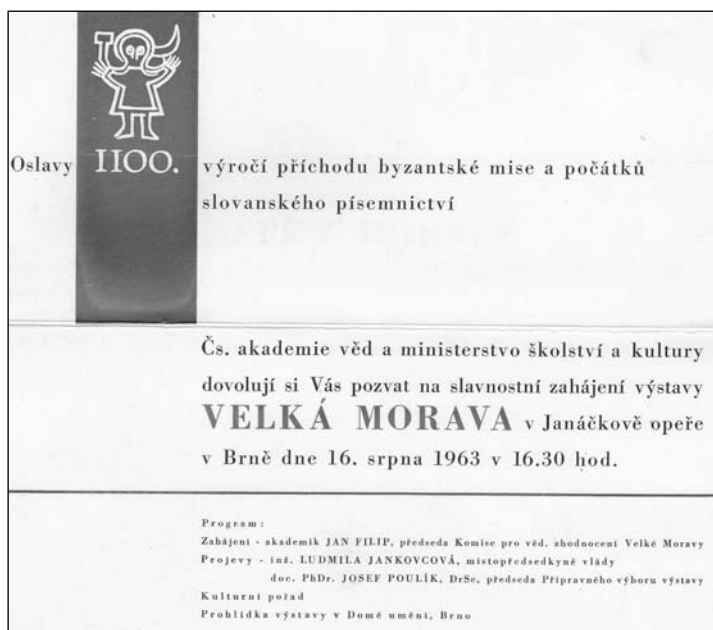 Oslavy 1100. výročí příchodu byzantské mise a počátků
slovanského písemnictví
Čs. akademie věd a ministerstvo školství a kultury
dovolují si Vás pozvat na slavnostní zahájení výstavy
VELKÁ MORAVA v Janáčkově opeře
v Brně dne 16. srpna 1963 v 16.30 hod.
Program:
Zahájení - akademik JAN FILIP, předseda Komise pro věd. zhodnocení Velké Moravy
Projevy - inž. LUDMILA JANKOVCOVÁ, místopředsedkyně vlády
doc. PhDr. JOSEF POULÍK, DrSc, předseda Přípravného výboru výstavy
Kulturní pořad
Prohlídka výstavy v Domě umění, Brno